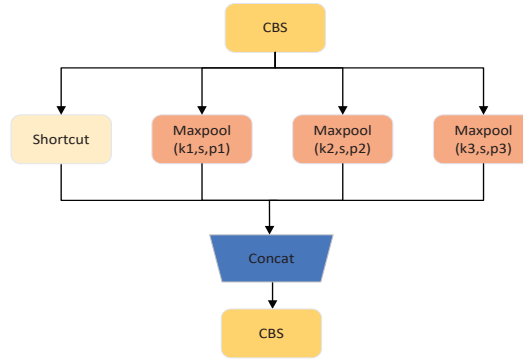 CBS
Shortcut
Maxpool
(k1,s,p1)
Maxpool
(k2,s,p2)
Maxpool
(k3,s,p3)
Concat
CBS